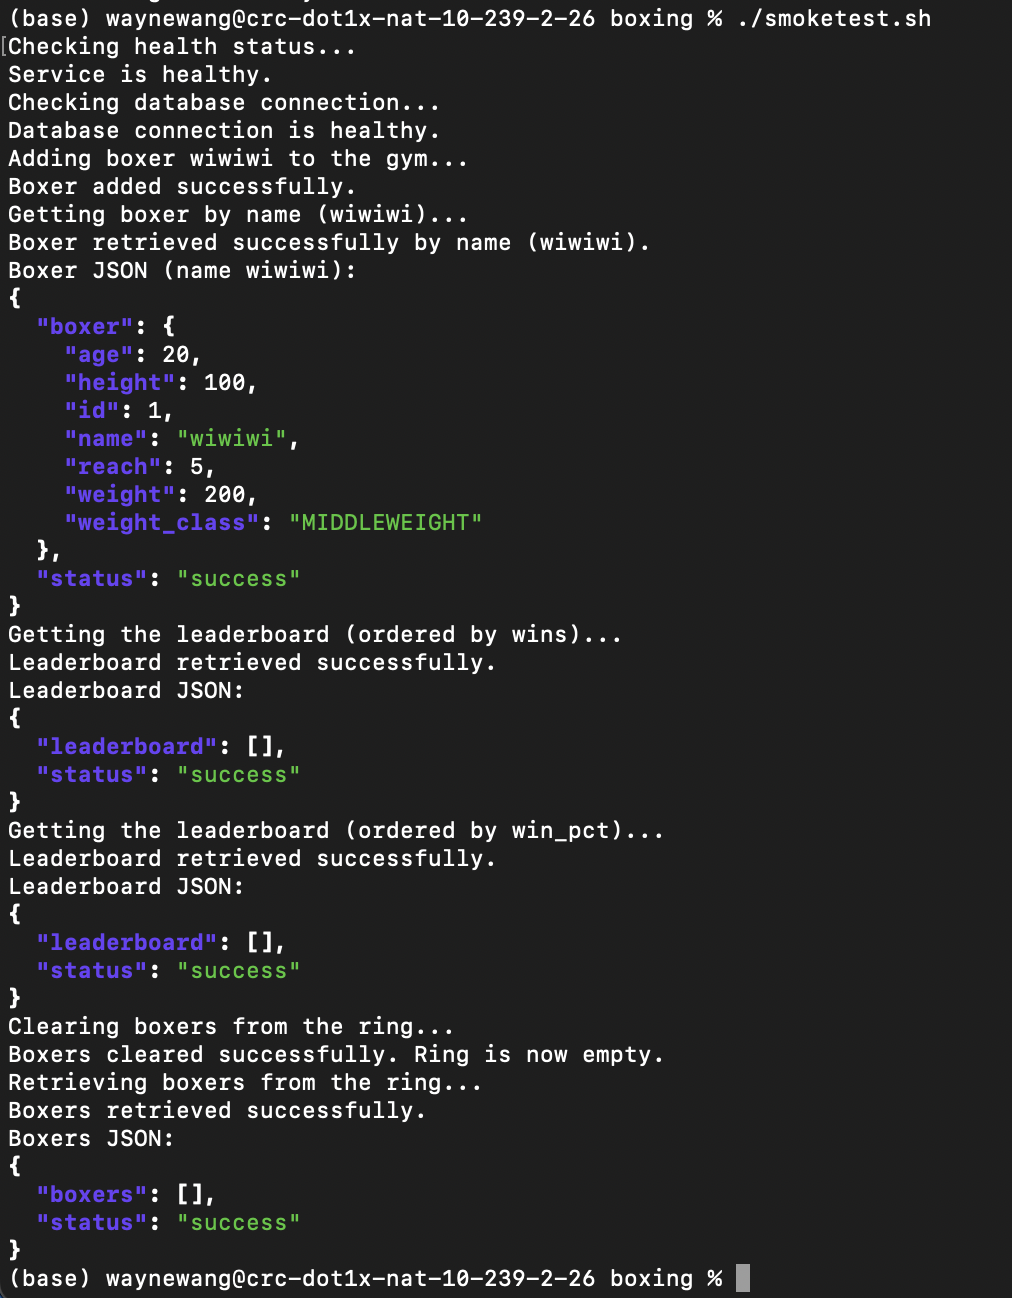 (base) waynewang@crc-dot1x-nat-10-239-2-26 boxing % ./smoketest.sh
[Checking health status...
Service is healthy.
Checking database connection...
Database connection is healthy.
Adding boxer wiwiwi to the gym...
Boxer added successfully.
Getting boxer by name (wiwiwi)...
Boxer retrieved successfully by name (wiwiwi).
Boxer JSON (name wiwiwi):
{
  "boxer": {
    "age": 20,
    "height": 100,
    "id": 1,
    "name": "wiwiwi",
    "reach": 5,
    "weight": 200,
    "weight_class": "MIDDLEWEIGHT"
  },
  "status": "success"
}
Getting the leaderboard (ordered by wins)...
Leaderboard retrieved successfully.
Leaderboard JSON:
{
  "leaderboard": [],
  "status": "success"
}
Getting the leaderboard (ordered by win_pct)...
Leaderboard retrieved successfully.
Leaderboard JSON:
{
  "leaderboard": [],
  "status": "success"
}
Clearing boxers from the ring...
Boxers cleared successfully. Ring is now empty.
Retrieving boxers from the ring...
Boxers retrieved successfully.
Boxers JSON:
{
  "boxers": [],
  "status": "success"
}
(base) waynewang@crc-dot1x-nat-10-239-2-26 boxing %